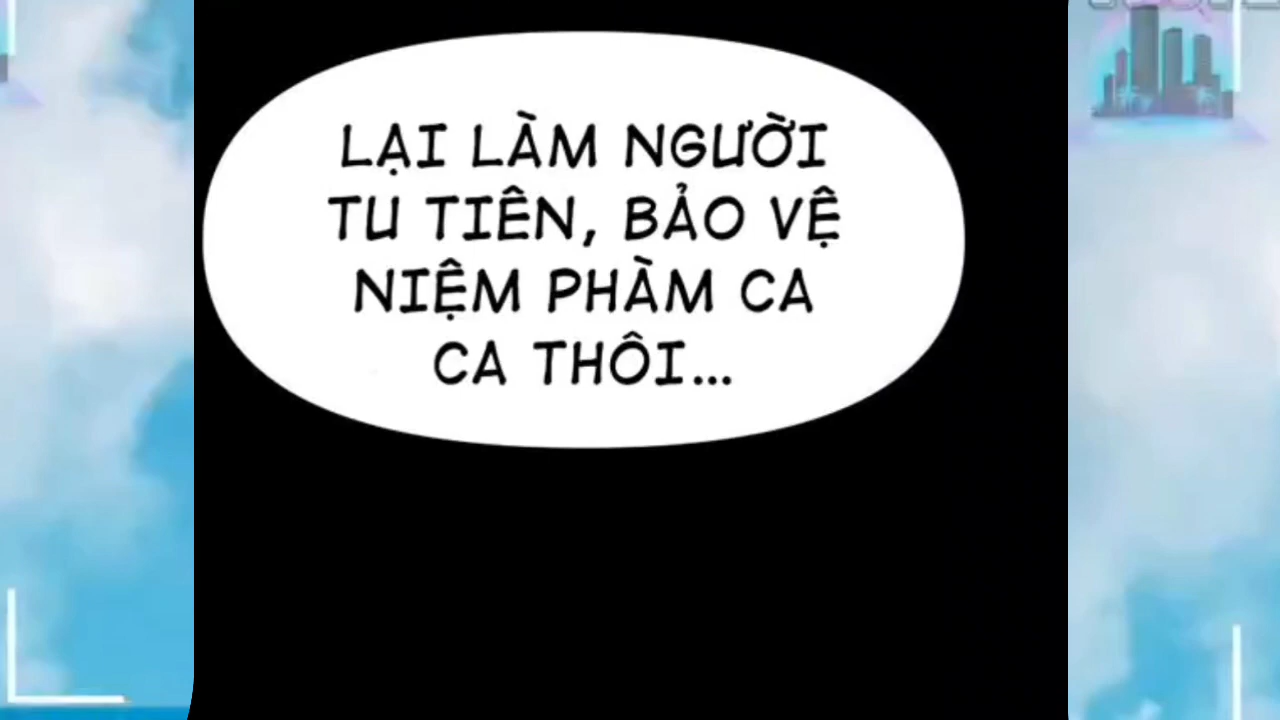 LẠI LÀM NGƯỜI
TU TIÊN, BẢO VỆ
NIỆM PHÀM CA
CA THÔI...